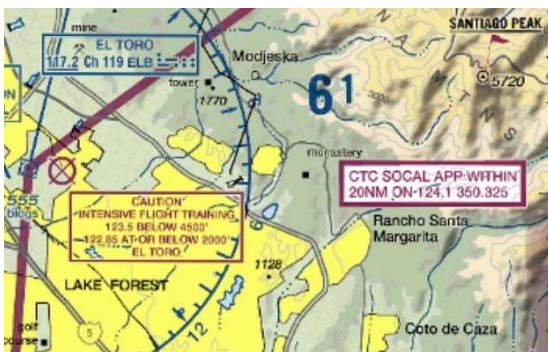 SANTIAGO PEAK
mine
EL TORO
117.2 Ch 119 ELB
Modjeska
5720
tower
1770
6¹
3000
MTNS
monastery
CTC SOCAL APP WITHIN
20NM ON 124.1 350.325
555
bldgs
CAUTION
INTENSIVE FLIGHT TRAINING
123.5 BELOW 4500'
122.85 AT OR BELOW 2000'
EL TORO
Rancho Santa
Margarita
1128
LAKE FOREST
golf
course
5
12
Coto de Caza